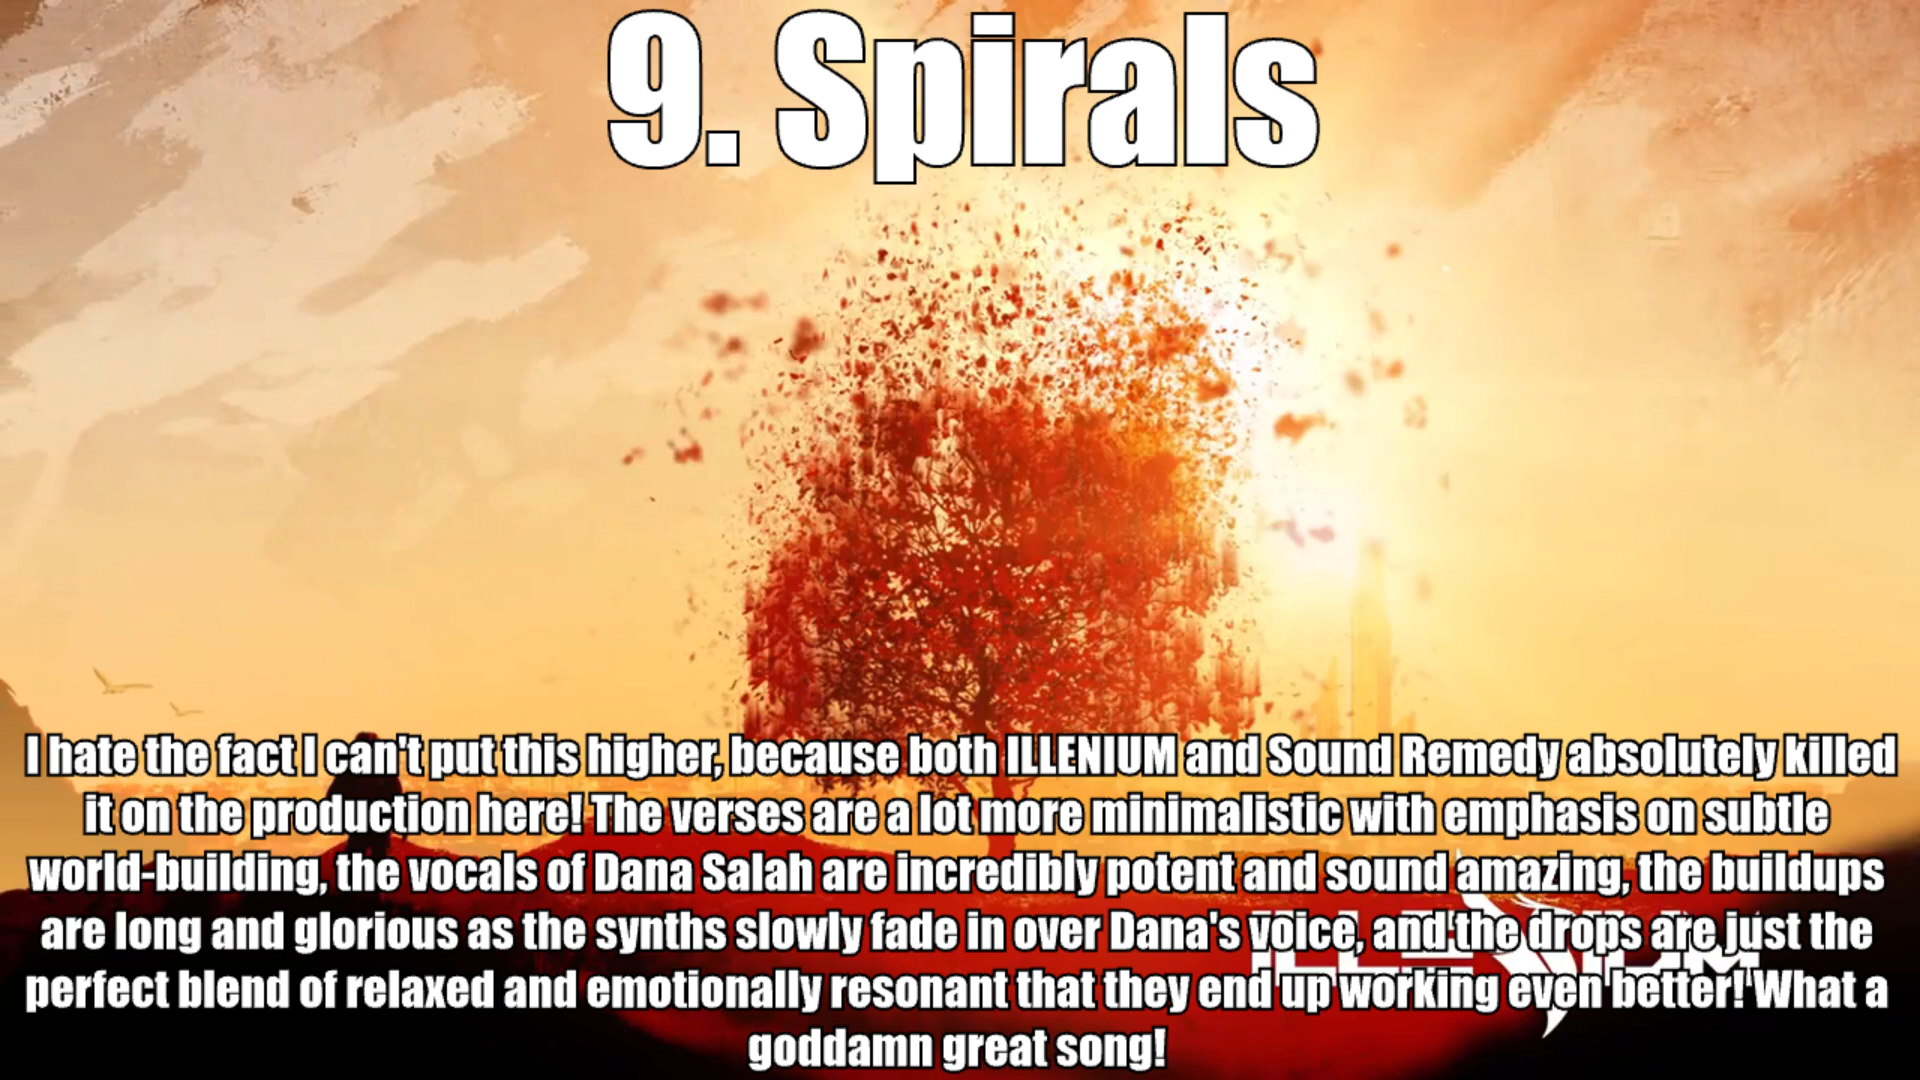 9. Spirals
I hate the fact I can't put this higher, because both ILLENIUM and Sound Remedy absolutely killed
it on the production here! The verses are a lot more minimalistic with emphasis on subtle
world-building, the vocals of Dana Salah are incredibly potent and sound amazing, the buildups
are long and glorious as the synths slowly fade in over Dana's voice, and the drops are just the
perfect blend of relaxed and emotionally resonant that they end up working even better! What a
goddamn great song!
ILLENIUM